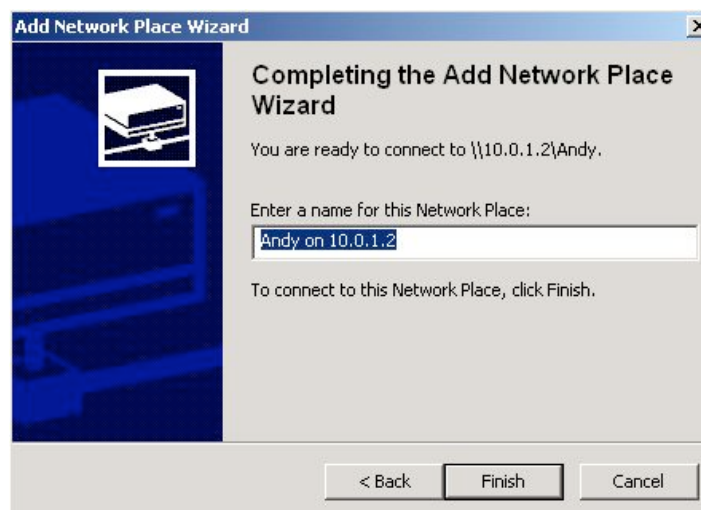 Add Network Place Wizard
Completing the Add Network Place
Wizard
You are ready to connect to \\10.0.1.2\Andy.
Enter a name for this Network Place:
Andy on 10.0.1.2
To connect to this Network Place, click Finish.
< Back Finish Cancel